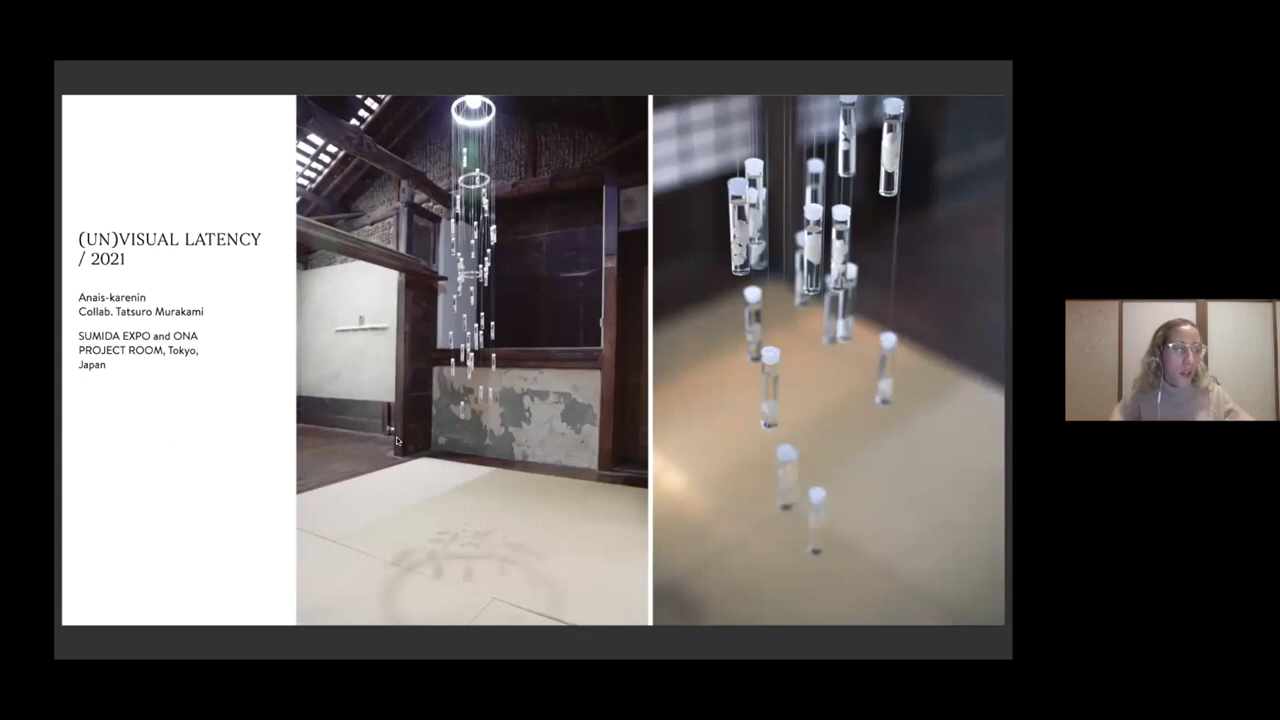 (UN)VISUAL LATENCY
/ 2021
Anais-karenin
Collab. Tatsuro Murakami
SUMIDA EXPO and ONA
PROJECT ROOM, Tokyo,
Japan